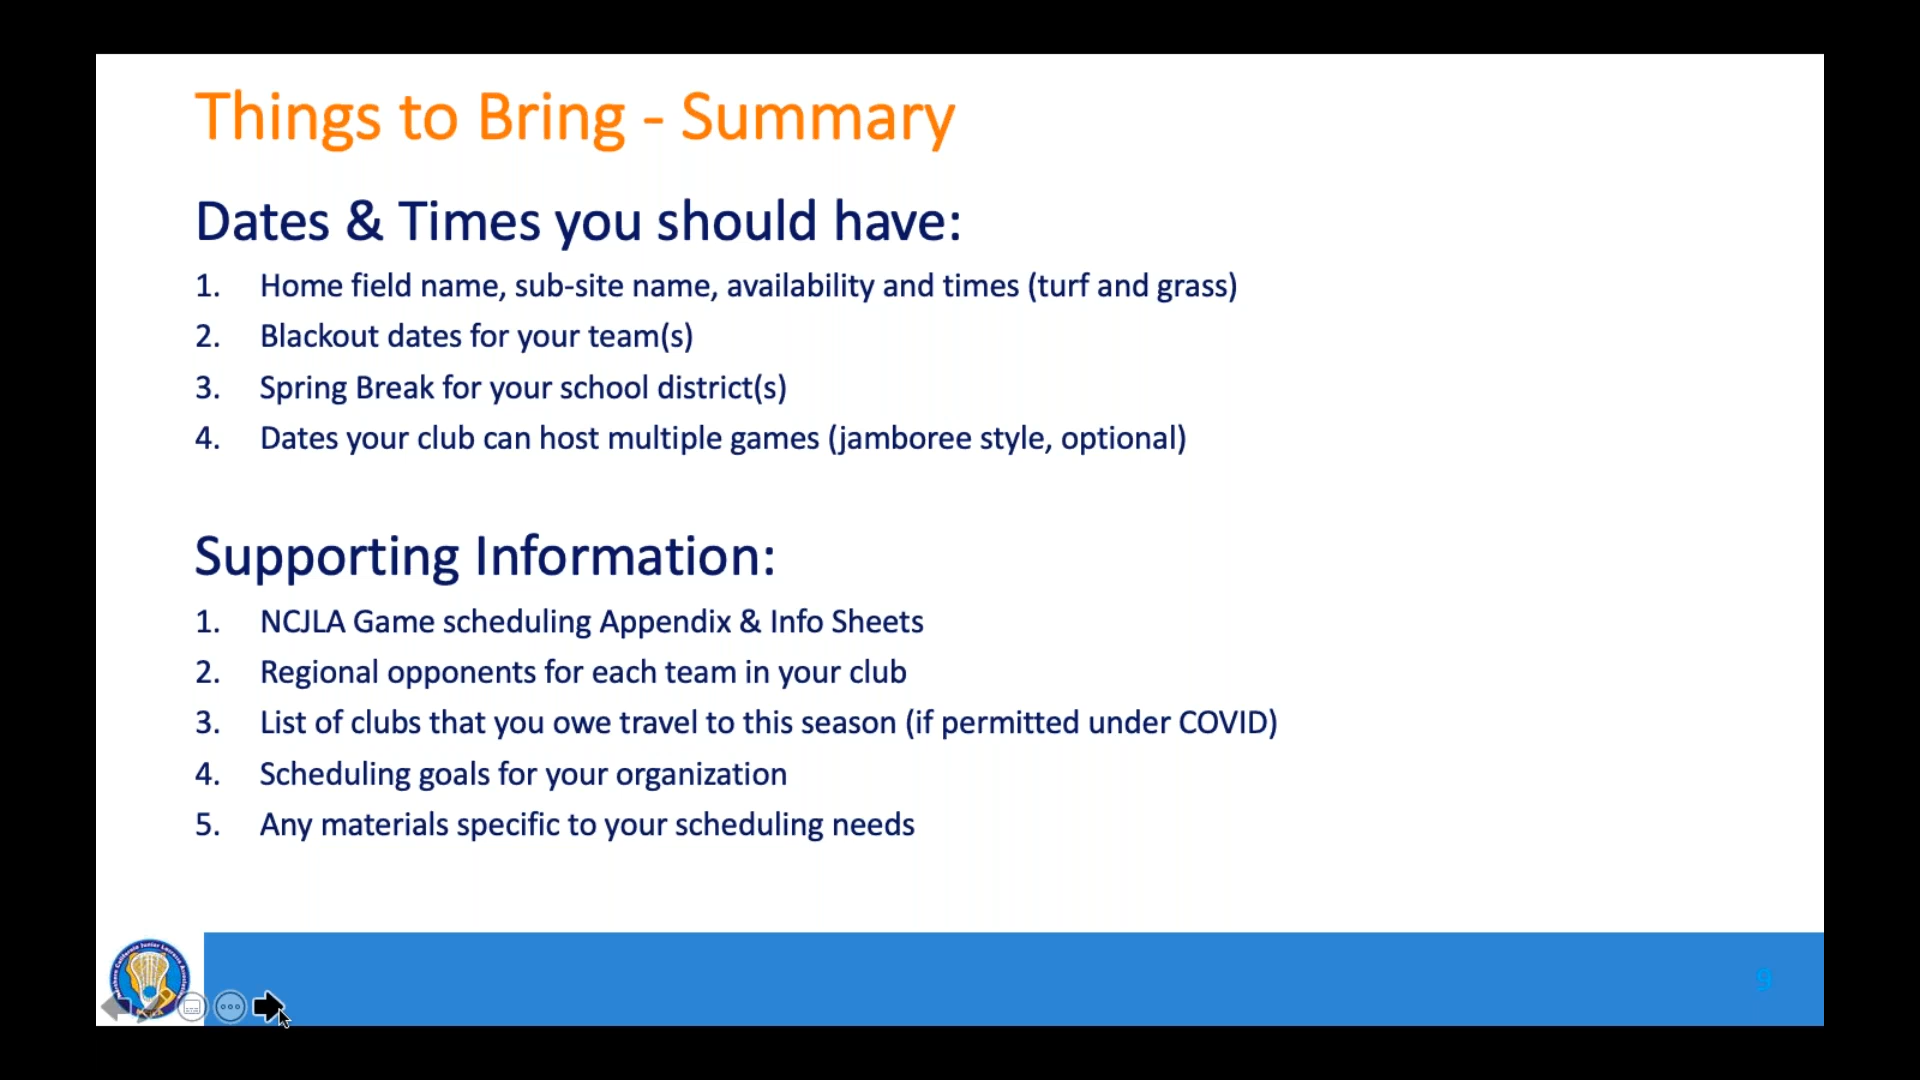 Things to Bring - Summary
Dates & Times you should have:
1. Home field name, sub-site name, availability and times (turf and grass)
2. Blackout dates for your team(s)
3. Spring Break for your school district(s)
4. Dates your club can host multiple games (jamboree style, optional)
Supporting Information:
1. NCJLA Game scheduling Appendix & Info Sheets
2. Regional opponents for each team in your club
3. List of clubs that you owe travel to this season (if permitted under COVID)
4. Scheduling goals for your organization
5. Any materials specific to your scheduling needs
9